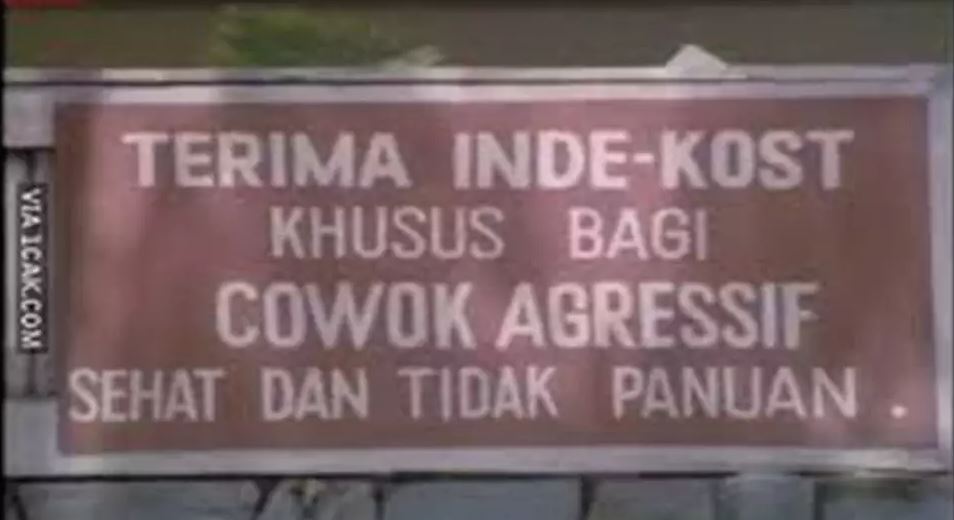 TERIMA INDE-KOST
KHUSUS BAGI
COWOK AGRESSIF
SEHAT DAN TIDAK PANUAN .
VIA 1CAK.COM